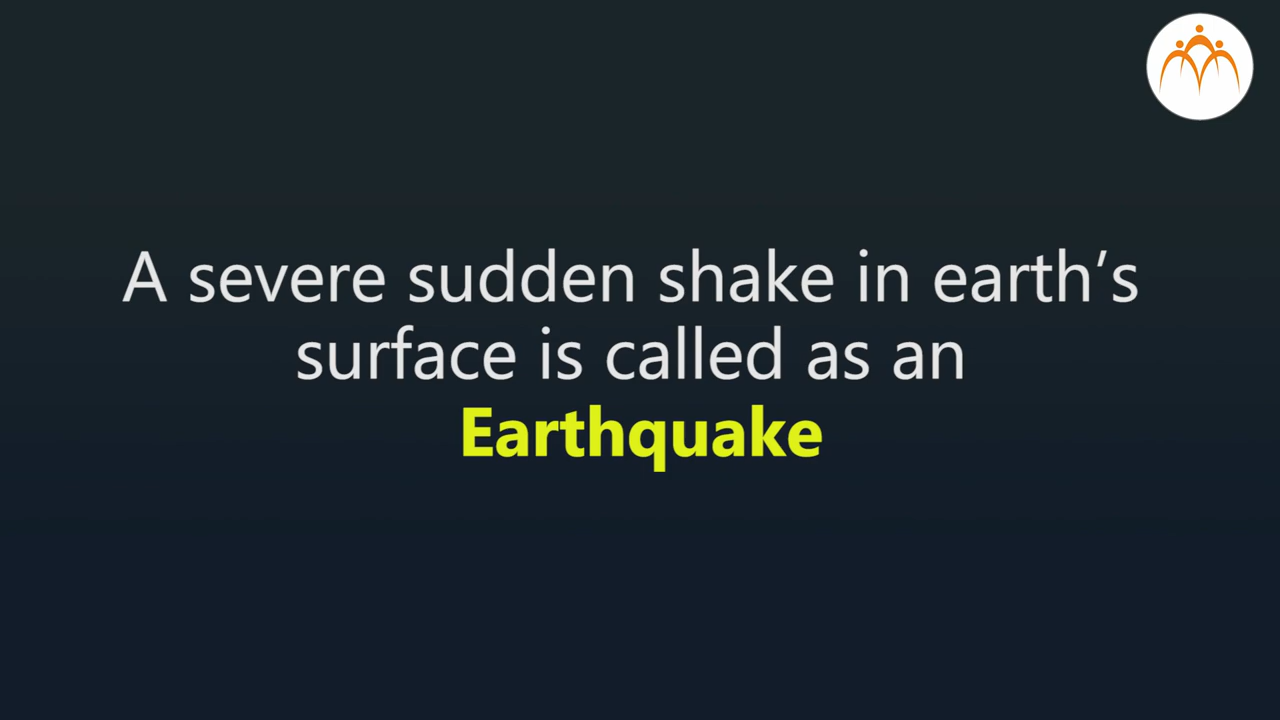 A severe sudden shake in earth’s
surface is called as an
Earthquake